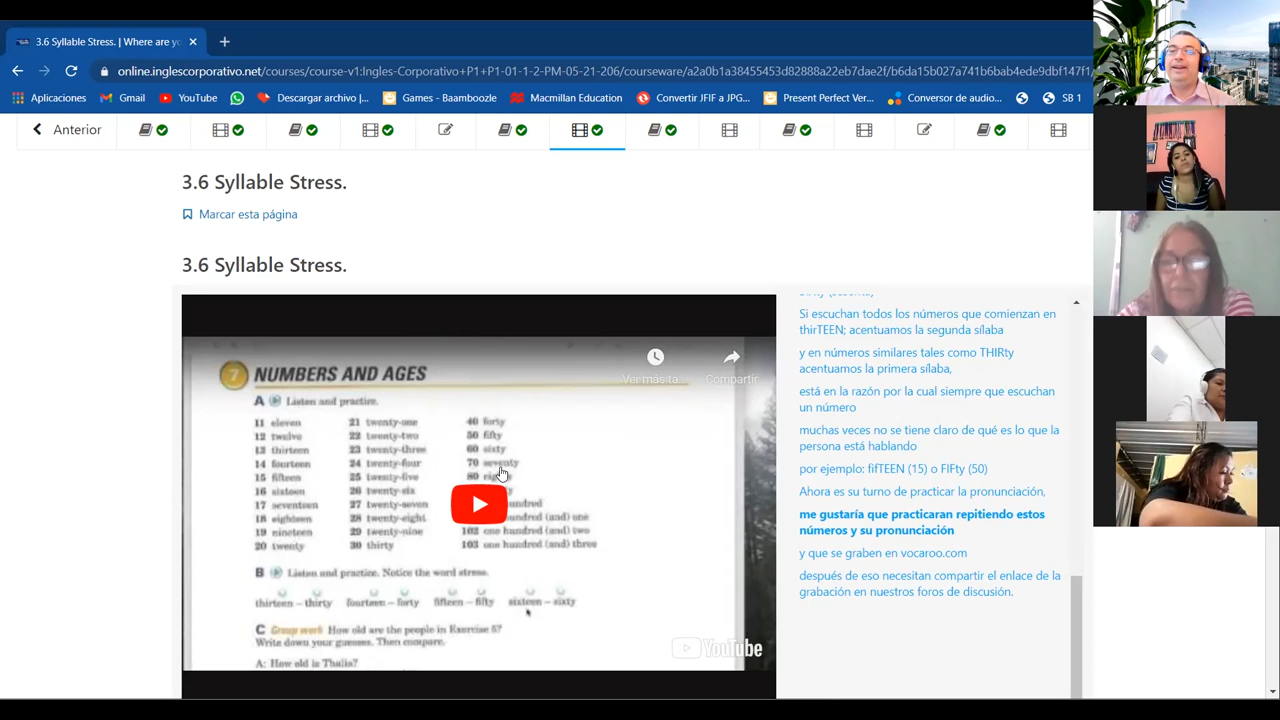 3.6 Syllable Stress. | Where are yo
online.inglescorporativo.net/courses/course-v1:Ingles-Corporativo+P1+P1-01-1-2-PM-05-21-206/courseware/a2a0b1a38455453d82888a22eb7dae2f/b6da15b027a741b6bab4ede9dbf147f1/
Aplicaciones Gmail YouTube Descargar archivo |... Games - Baamboozle Macmillan Education Convertir JFIF a JPG... Present Perfect Ver... Conversor de audio... SB 1
Anterior
3.6 Syllable Stress.
Marcar esta página
3.6 Syllable Stress.
Ver más ta... Compartir
7 NUMBERS AND AGES
A Listen and practice.
11 eleven 21 twenty-one 40 forty
12 twelve 22 twenty-two 50 fifty
13 thirteen 23 twenty-three 60 sixty
14 fourteen 24 twenty-four 70 seventy
15 fifteen 25 twenty-five 80
16 sixteen 26 twenty-six
17 seventeen 27 twenty-seven
18 eighteen 28 twenty-eight (and) one
19 nineteen 29 twenty-nine 102 one hundred (and) two
20 twenty 30 thirty 103 one hundred (and) three
B Listen and practice. Notice the word stress.
thirteen – thirty fourteen – forty fifteen – fifty sixteen – sixty
C Group work How old are the people in Exercise 5?
Write down your guesses. Then compare.
A: How old is Thalia?
YouTube
Si escuchan todos los números que comienzan en
thirTEEN; acentuamos la segunda sílaba
y en números similares tales como THIRty
acentuamos la primera sílaba,
está en la razón por la cual siempre que escuchan
un número
muchas veces no se tiene claro de qué es lo que la
persona está hablando
por ejemplo: fifTEEN (15) o FIFty (50)
Ahora es su turno de practicar la pronunciación,
me gustaría que practicaran repitiendo estos
números y su pronunciación
y que se graben en vocaroo.com
después de eso necesitan compartir el enlace de la
grabación en nuestros foros de discusión.